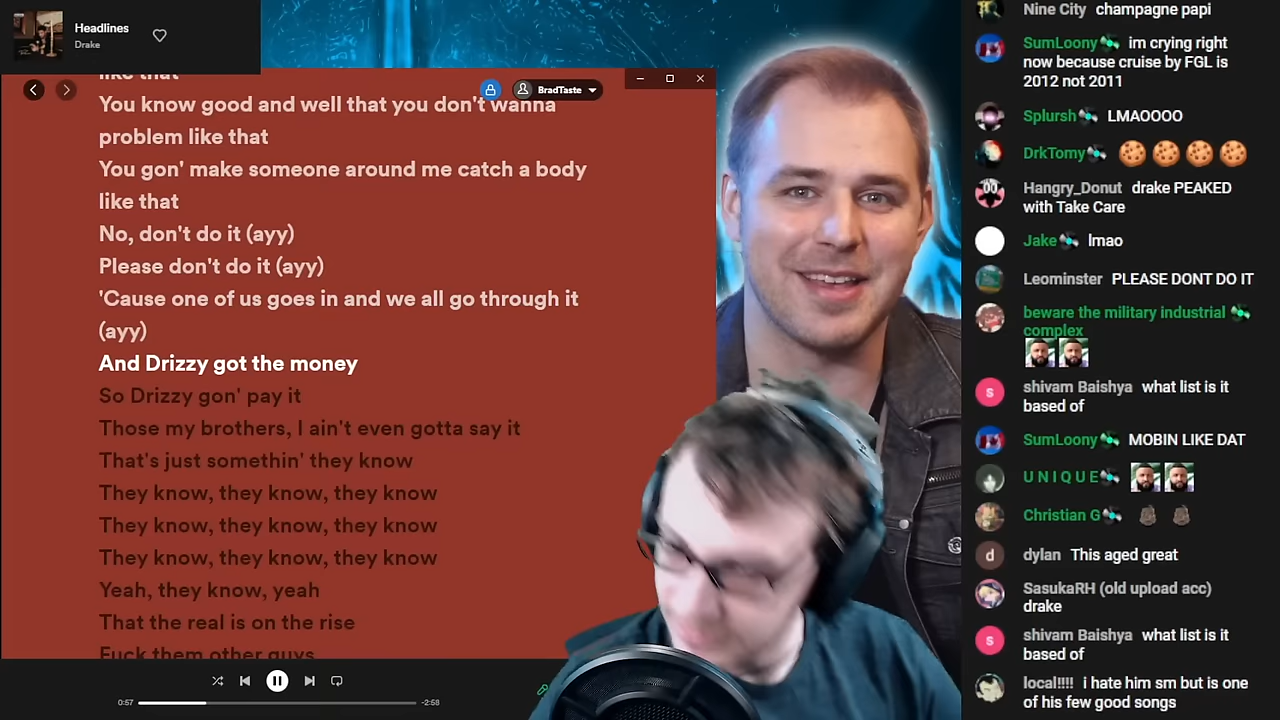 Headlines
Drake
BradTaste
like that
You know good and well that you don't wanna
problem like that
You gon' make someone around me catch a body
like that
No, don't do it (ayy)
Please don't do it (ayy)
'Cause one of us goes in and we all go through it
(ayy)
And Drizzy got the money
So Drizzy gon' pay it
Those my brothers, I ain't even gotta say it
That's just somethin' they know
They know, they know, they know
They know, they know, they know
They know, they know, they know
Yeah, they know, yeah
That the real is on the rise
Fuck them other guys
0:57
-2:58
Nine City champagne papi
SumLoony im crying right
now because cruise by FGL is
2012 not 2011
Splursh LMAOOOO
DrkTomy
Hangry_Donut drake PEAKED
with Take Care
Jake lmao
Leominster PLEASE DONT DO IT
beware the military industrial
complex
S
shivam Baishya what list is it
based of
SumLoony MOBIN LIKE DAT
U N I Q U E
Christian G
d
dylan This aged great
SasukaRH (old upload acc)
drake
S
shivam Baishya what list is it
based of
local!!!! i hate him sm but is one
of his few good songs